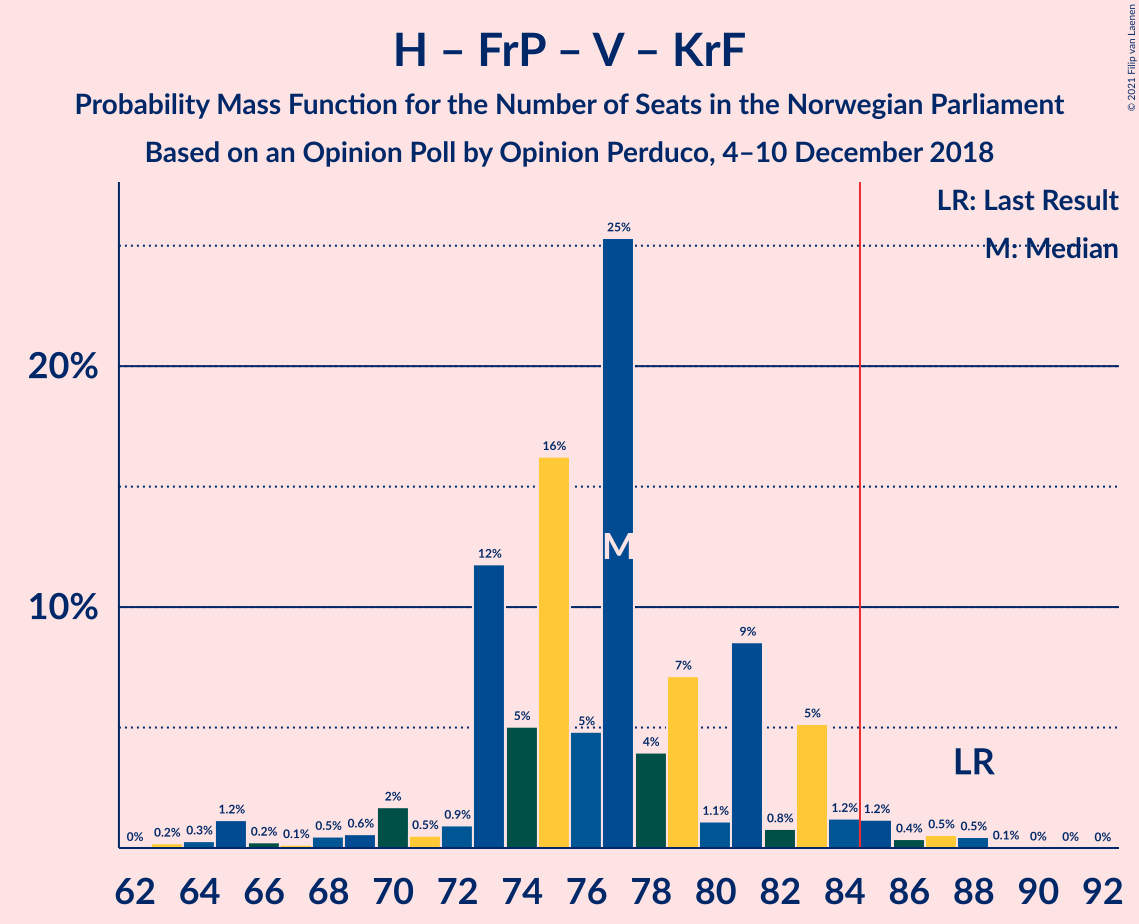 H – FrP – V – KrF
Probability Mass Function for the Number of Seats in the Norwegian Parliament
Based on an Opinion Poll by Opinion Perduco, 4–10 December 2018
© 2021 Filip van Laenen
LR: Last Result
M: Median
20%
10%
0% 0.2% 0.3% 1.2% 0.2% 0.1% 0.5% 0.6% 2% 0.5% 0.9% 12% 5% 16% 5% 25% 4% 7% 1.1% 9% 0.8% 5% 1.2% 1.2% 0.4% 0.5% 0.5% 0.1% 0% 0% 0%
M
LR
62 64 66 68 70 72 74 76 78 80 82 84 86 88 90 92